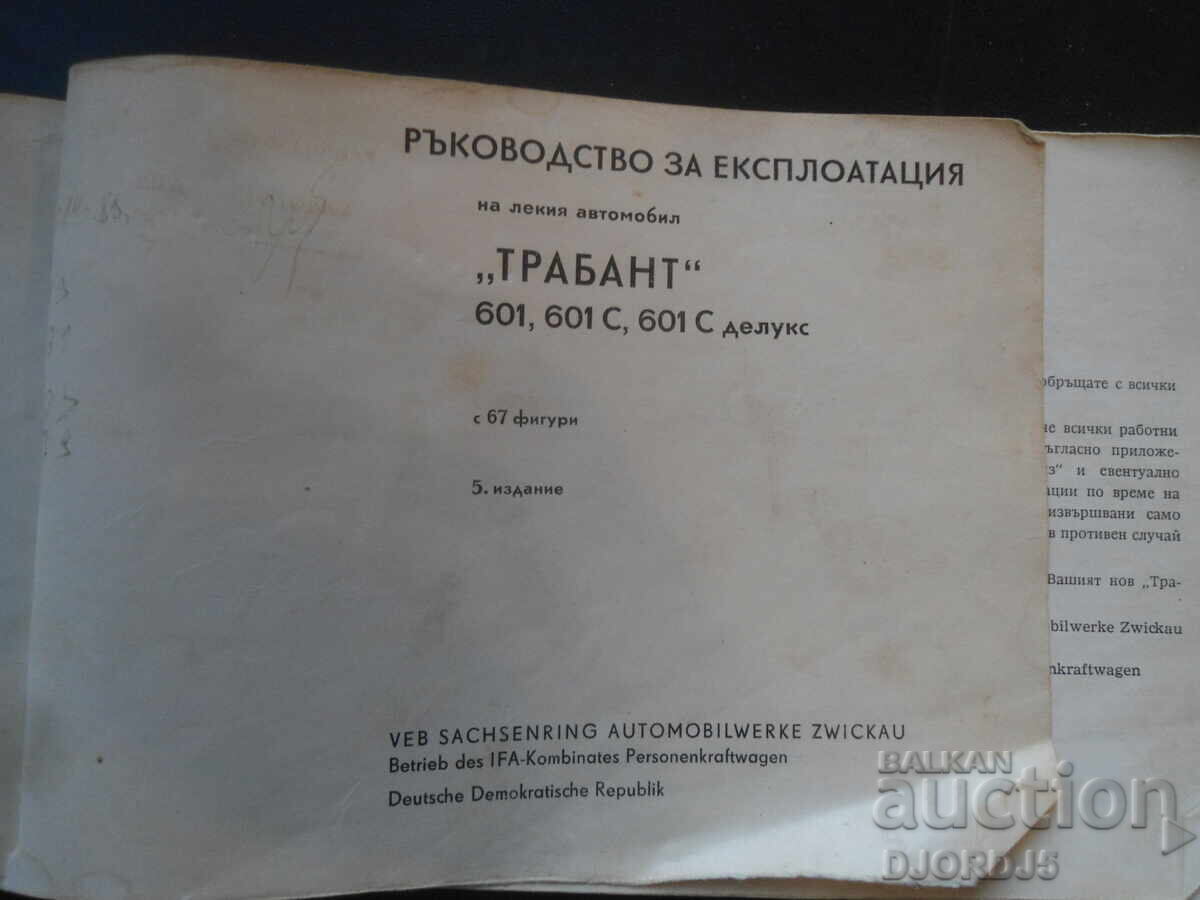 РЪКОВОДСТВО ЗА ЕКСПЛОАТАЦИЯ
на лекия автомобил
„ТРАБАНТ“
601, 601 С, 601 С делукс
с 67 фигури
5. издание
VEB SACHSENRING AUTOMOBILWERKE ZWICKAU
Betrieb des IFA-Kombinates Personenkraftwagen
Deutsche Demokratische Republik
обръщате с всички
всички работни
ъгласно приложе-
з“ и евентуално
ации по време на
извършвани само
в противен случай
Вашият нов „Тра-
bilwerke Zwickau
nkraftwagen
BALKAN
auction
DJORDJ5